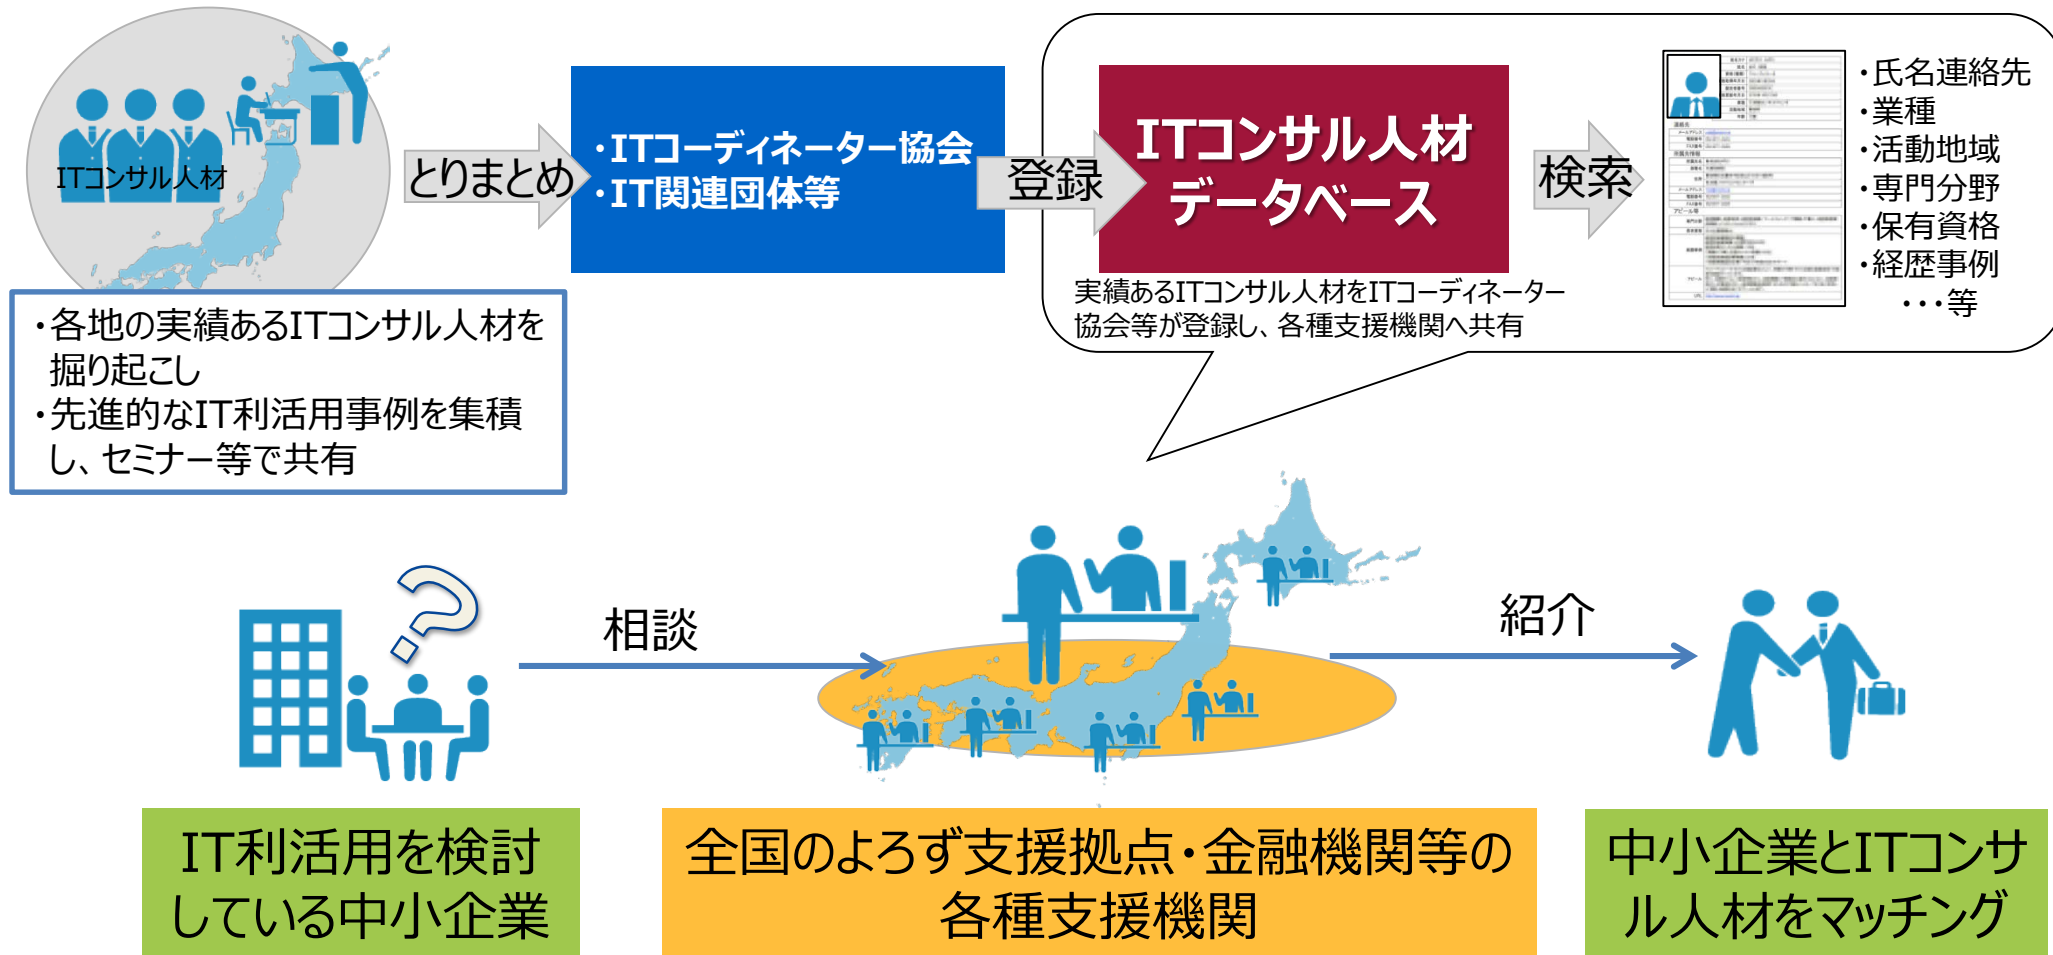 ITコンサル人材
とりまとめ
・ITコーディネーター協会
・IT関連団体等
登録
ITコンサル人材
データベース
検索
・氏名連絡先
・業種
・活動地域
・専門分野
・保有資格
・経歴事例
・・・等
実績あるITコンサル人材をITコーディネーター
協会等が登録し、各種支援機関へ共有
・各地の実績あるITコンサル人材を
掘り起こし
・先進的なIT利活用事例を集積
し、セミナー等で共有
?
相談
紹介
IT利活用を検討
している中小企業
全国のよろず支援拠点・金融機関等の
各種支援機関
中小企業とITコンサ
ル人材をマッチング